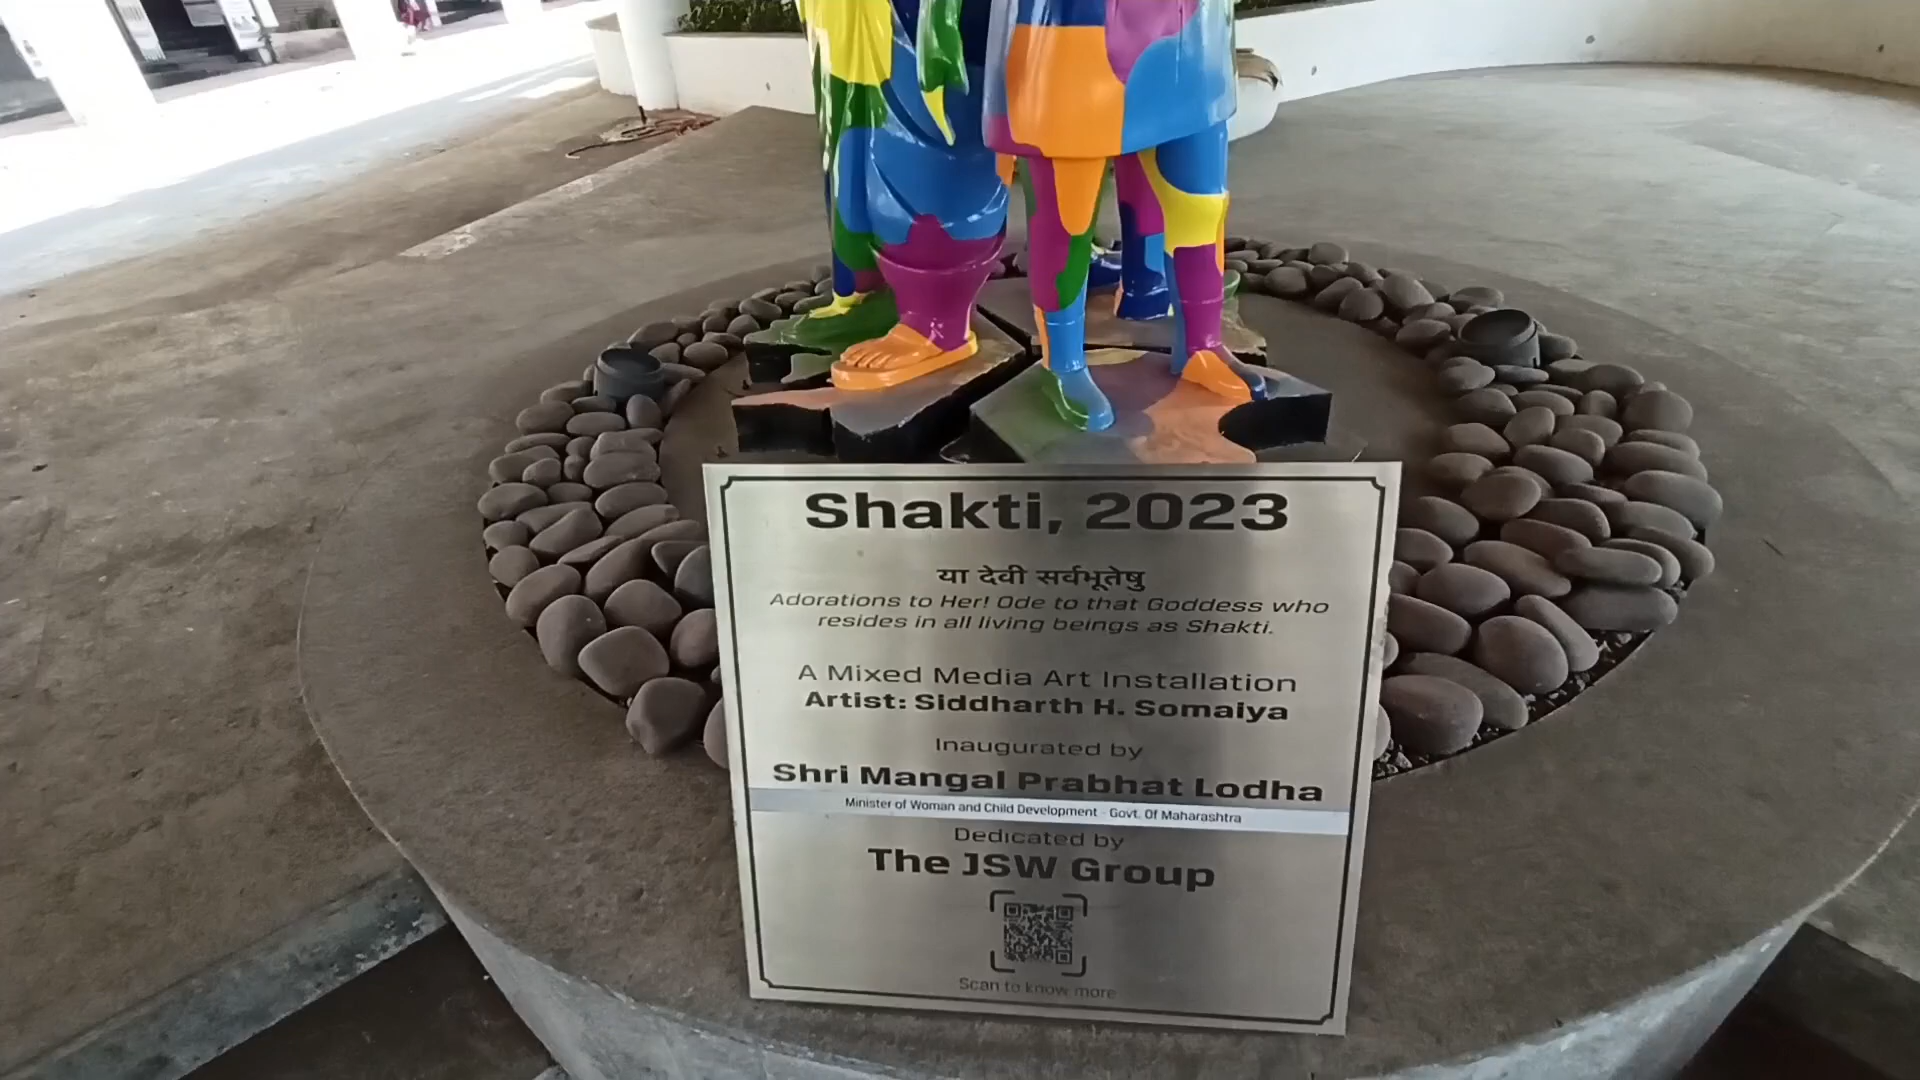 Shakti, 2023
या देवी सर्वभूतेषु
Adorations to Her! Ode to that Goddess who
resides in all living beings as Shakti.
A Mixed Media Art Installation
Artist: Siddharth H. Somaiya
Inaugurated by
Shri Mangal Prabhat Lodha
Minister of Woman and Child Development - Govt. Of Maharashtra
Dedicated by
The JSW Group
Scan to know more